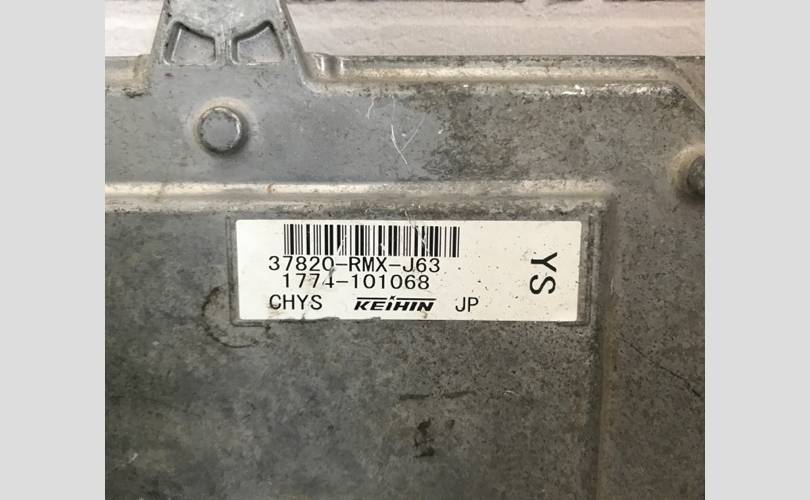 37820-RMX-J63
1774-101068
CHYS KEIHIN JP
YS